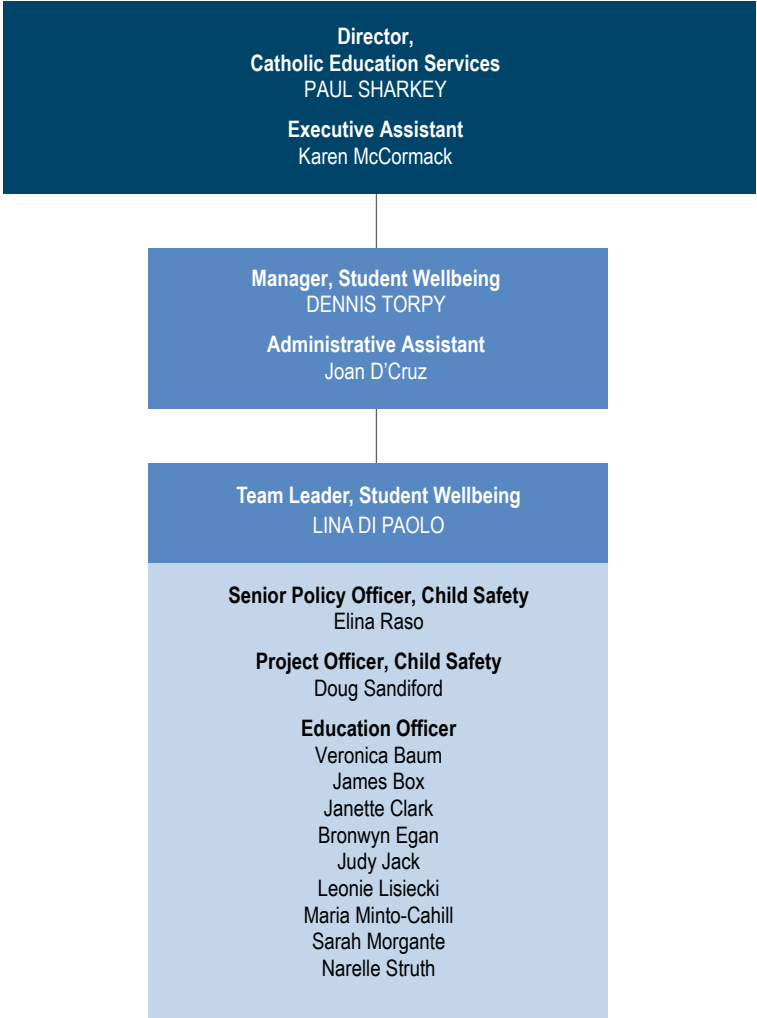 Director,
Catholic Education Services
PAUL SHARKEY
Executive Assistant
Karen McCormack
Manager, Student Wellbeing
DENNIS TORPY
Administrative Assistant
Joan D’Cruz
Team Leader, Student Wellbeing
LINA DI PAOLO
Senior Policy Officer, Child Safety
Elina Raso
Project Officer, Child Safety
Doug Sandiford
Education Officer
Veronica Baum
James Box
Janette Clark
Bronwyn Egan
Judy Jack
Leonie Lisiecki
Maria Minto-Cahill
Sarah Morgante
Narelle Struth